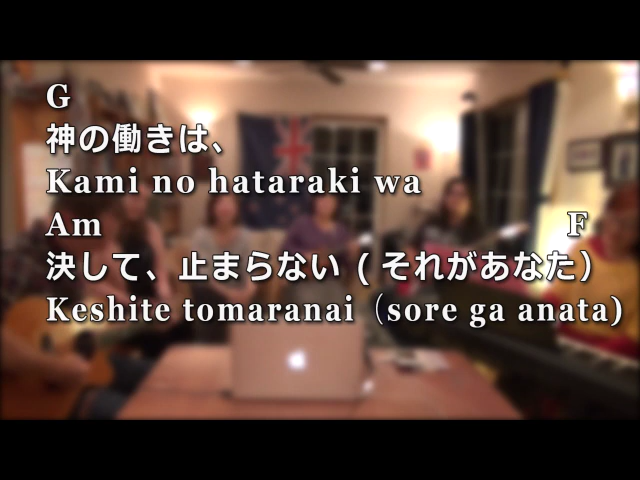 G
神の働きは、
Kami no hataraki wa
Am F
決して、止まらない (それがあなた）
Keshite tomaranai（sore ga anata)